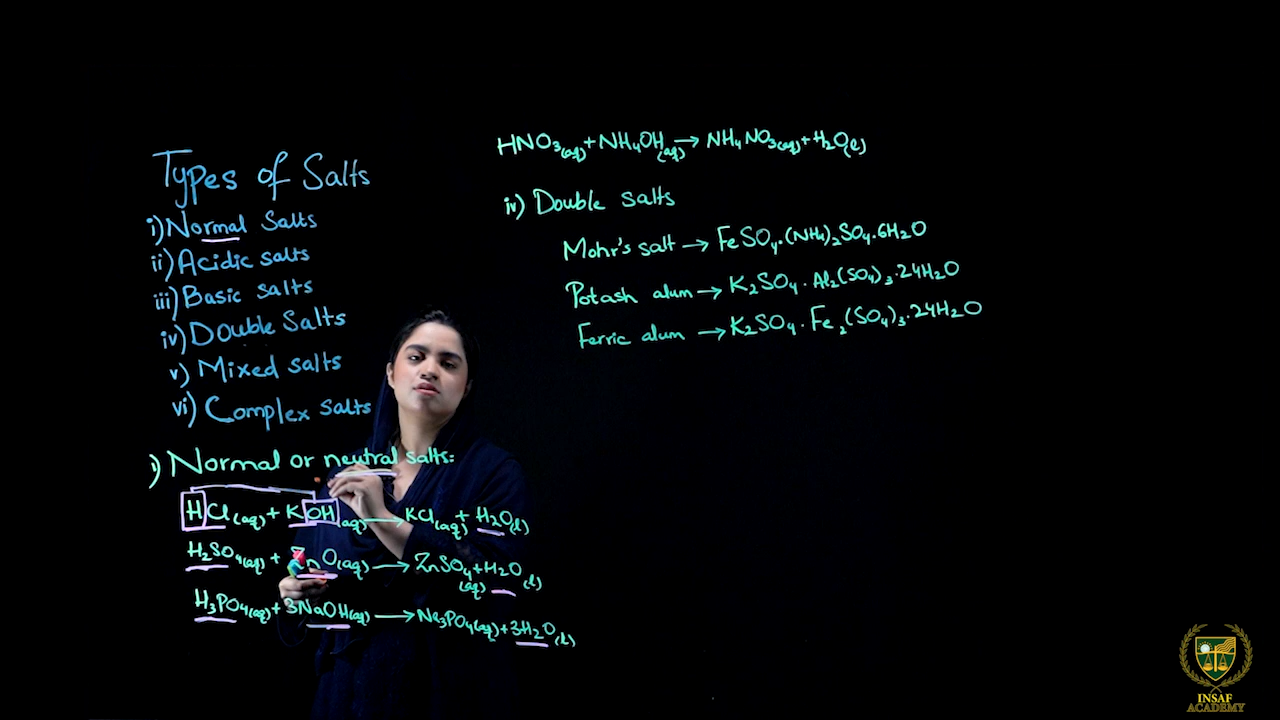 Types of Salts
i) Normal Salts
ii) Acidic salts
iii) Basic salts
iv) Double Salts
v) Mixed salts
vi) Complex salts
i) Normal or neutral salts:
HCl(aq) + KOH(aq) → KCl(aq) + H₂O(l)
H₂SO₄(aq) + ZnO(aq) → ZnSO₄(aq) + H₂O(l)
H₃PO₄(aq) + 3NaOH(aq) → Na₃PO₄(aq) + 3H₂O(l)
HNO₃(aq) + NH₄OH(aq) → NH₄NO₃(aq) + H₂O(l)
iv) Double salts
Mohr's salt → FeSO₄.(NH₄)₂SO₄.6H₂O
Potash alum → K₂SO₄.Al₂(SO₄)₃.24H₂O
Ferric alum → K₂SO₄.Fe₂(SO₄)₃.24H₂O
INSAF
ACADEMY